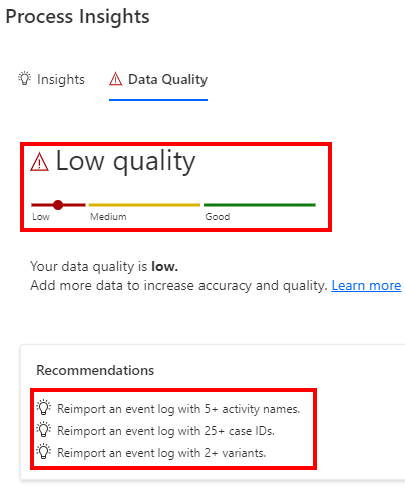 Process Insights
Insights
Data Quality
Low quality
Low
Medium
Good
Your data quality is low.
Add more data to increase accuracy and quality. Learn more
Recommendations
Reimport an event log with 5+ activity names.
Reimport an event log with 25+ case IDs.
Reimport an event log with 2+ variants.